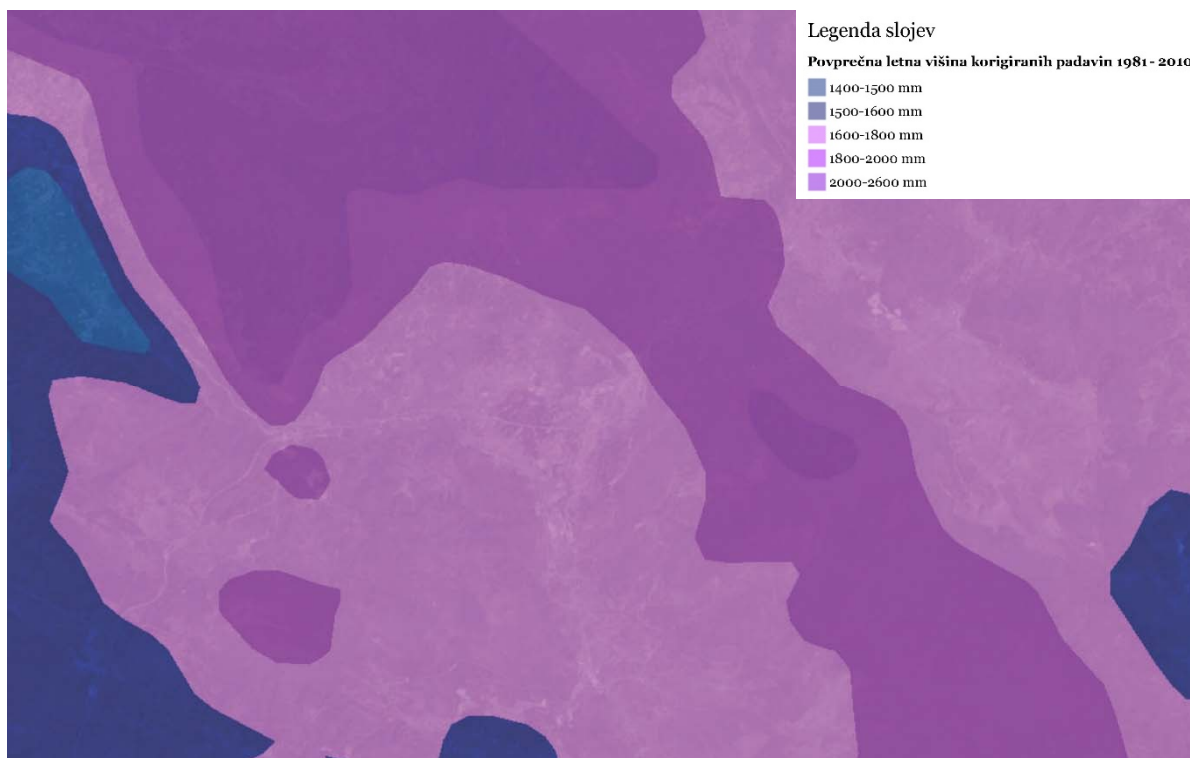 Legenda slojev
Povprečna letna višina korigiranih padavin 1981 - 2010
1400-1500 mm
1500-1600 mm
1600-1800 mm
1800-2000 mm
2000-2600 mm